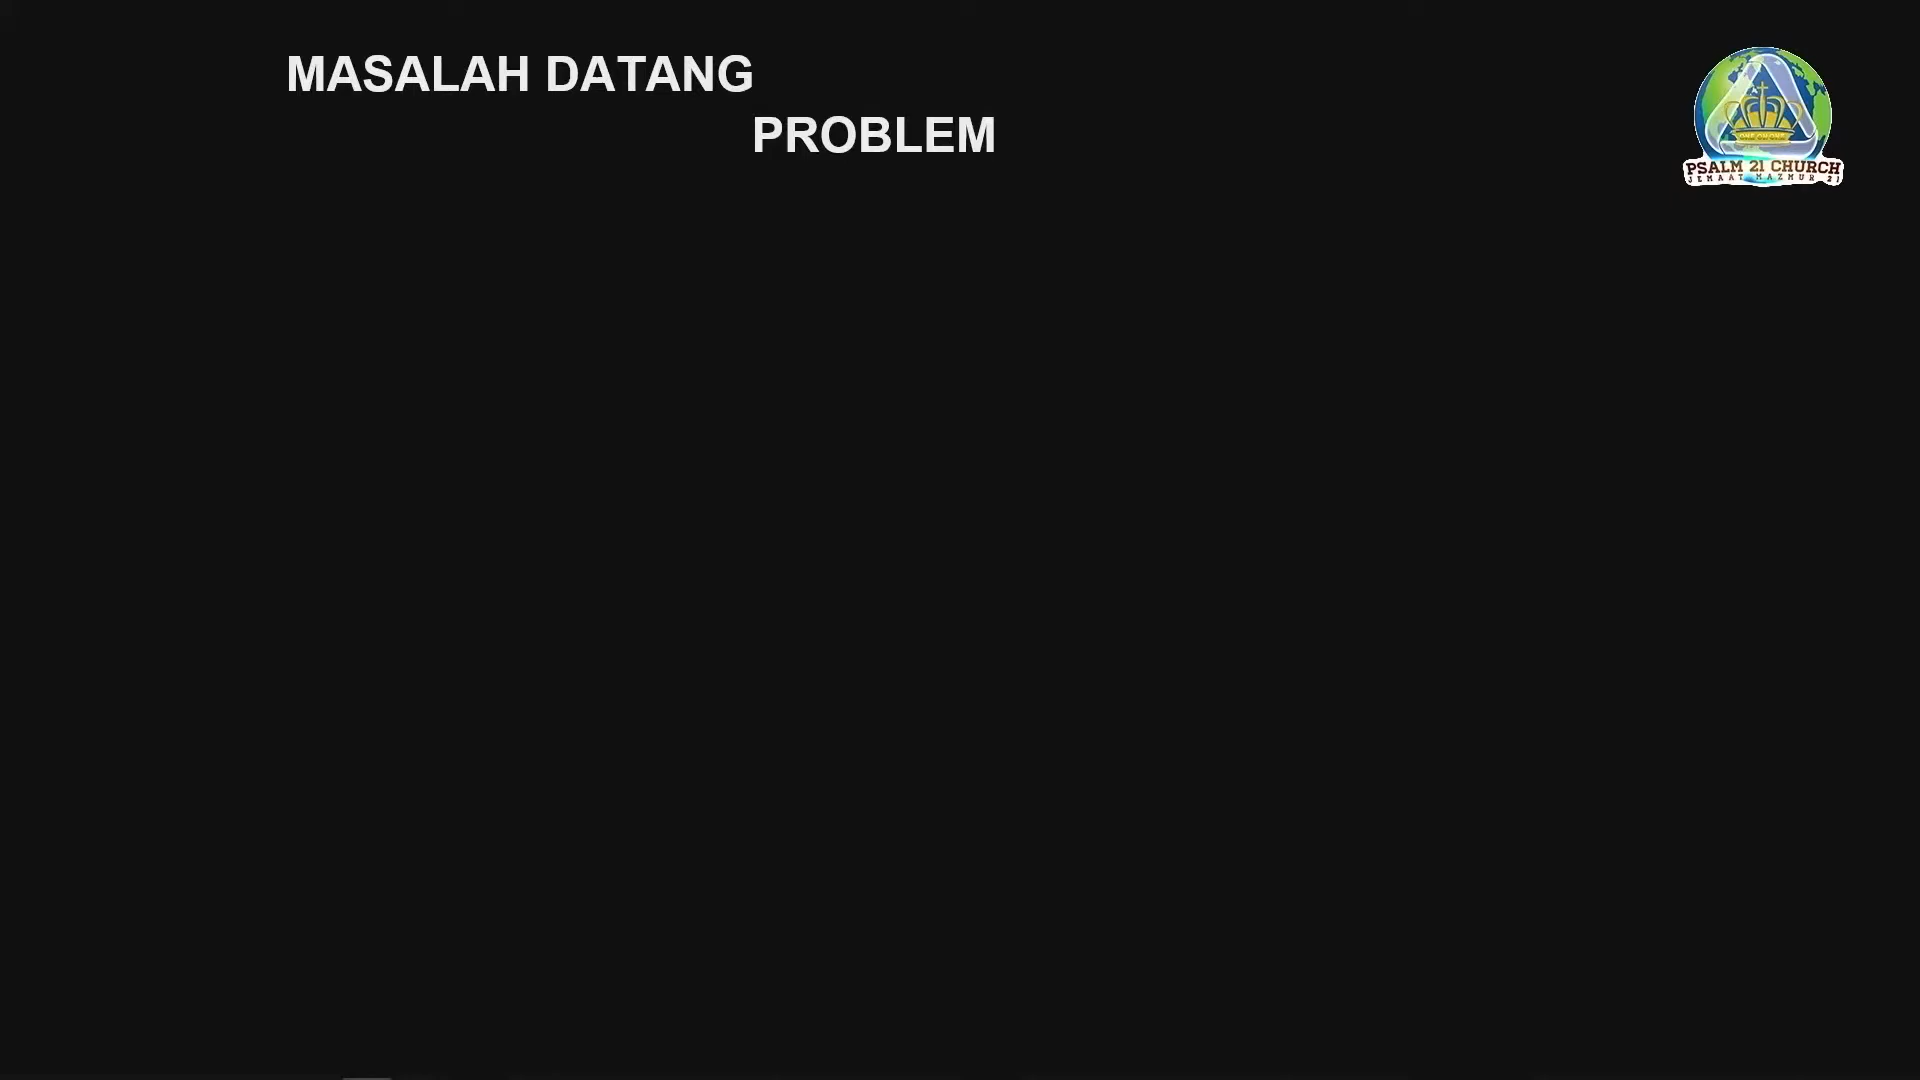 MASALAH DATANG
PROBLEM
PSALM 21 CHURCH
JEMAAT MAZMUR 21